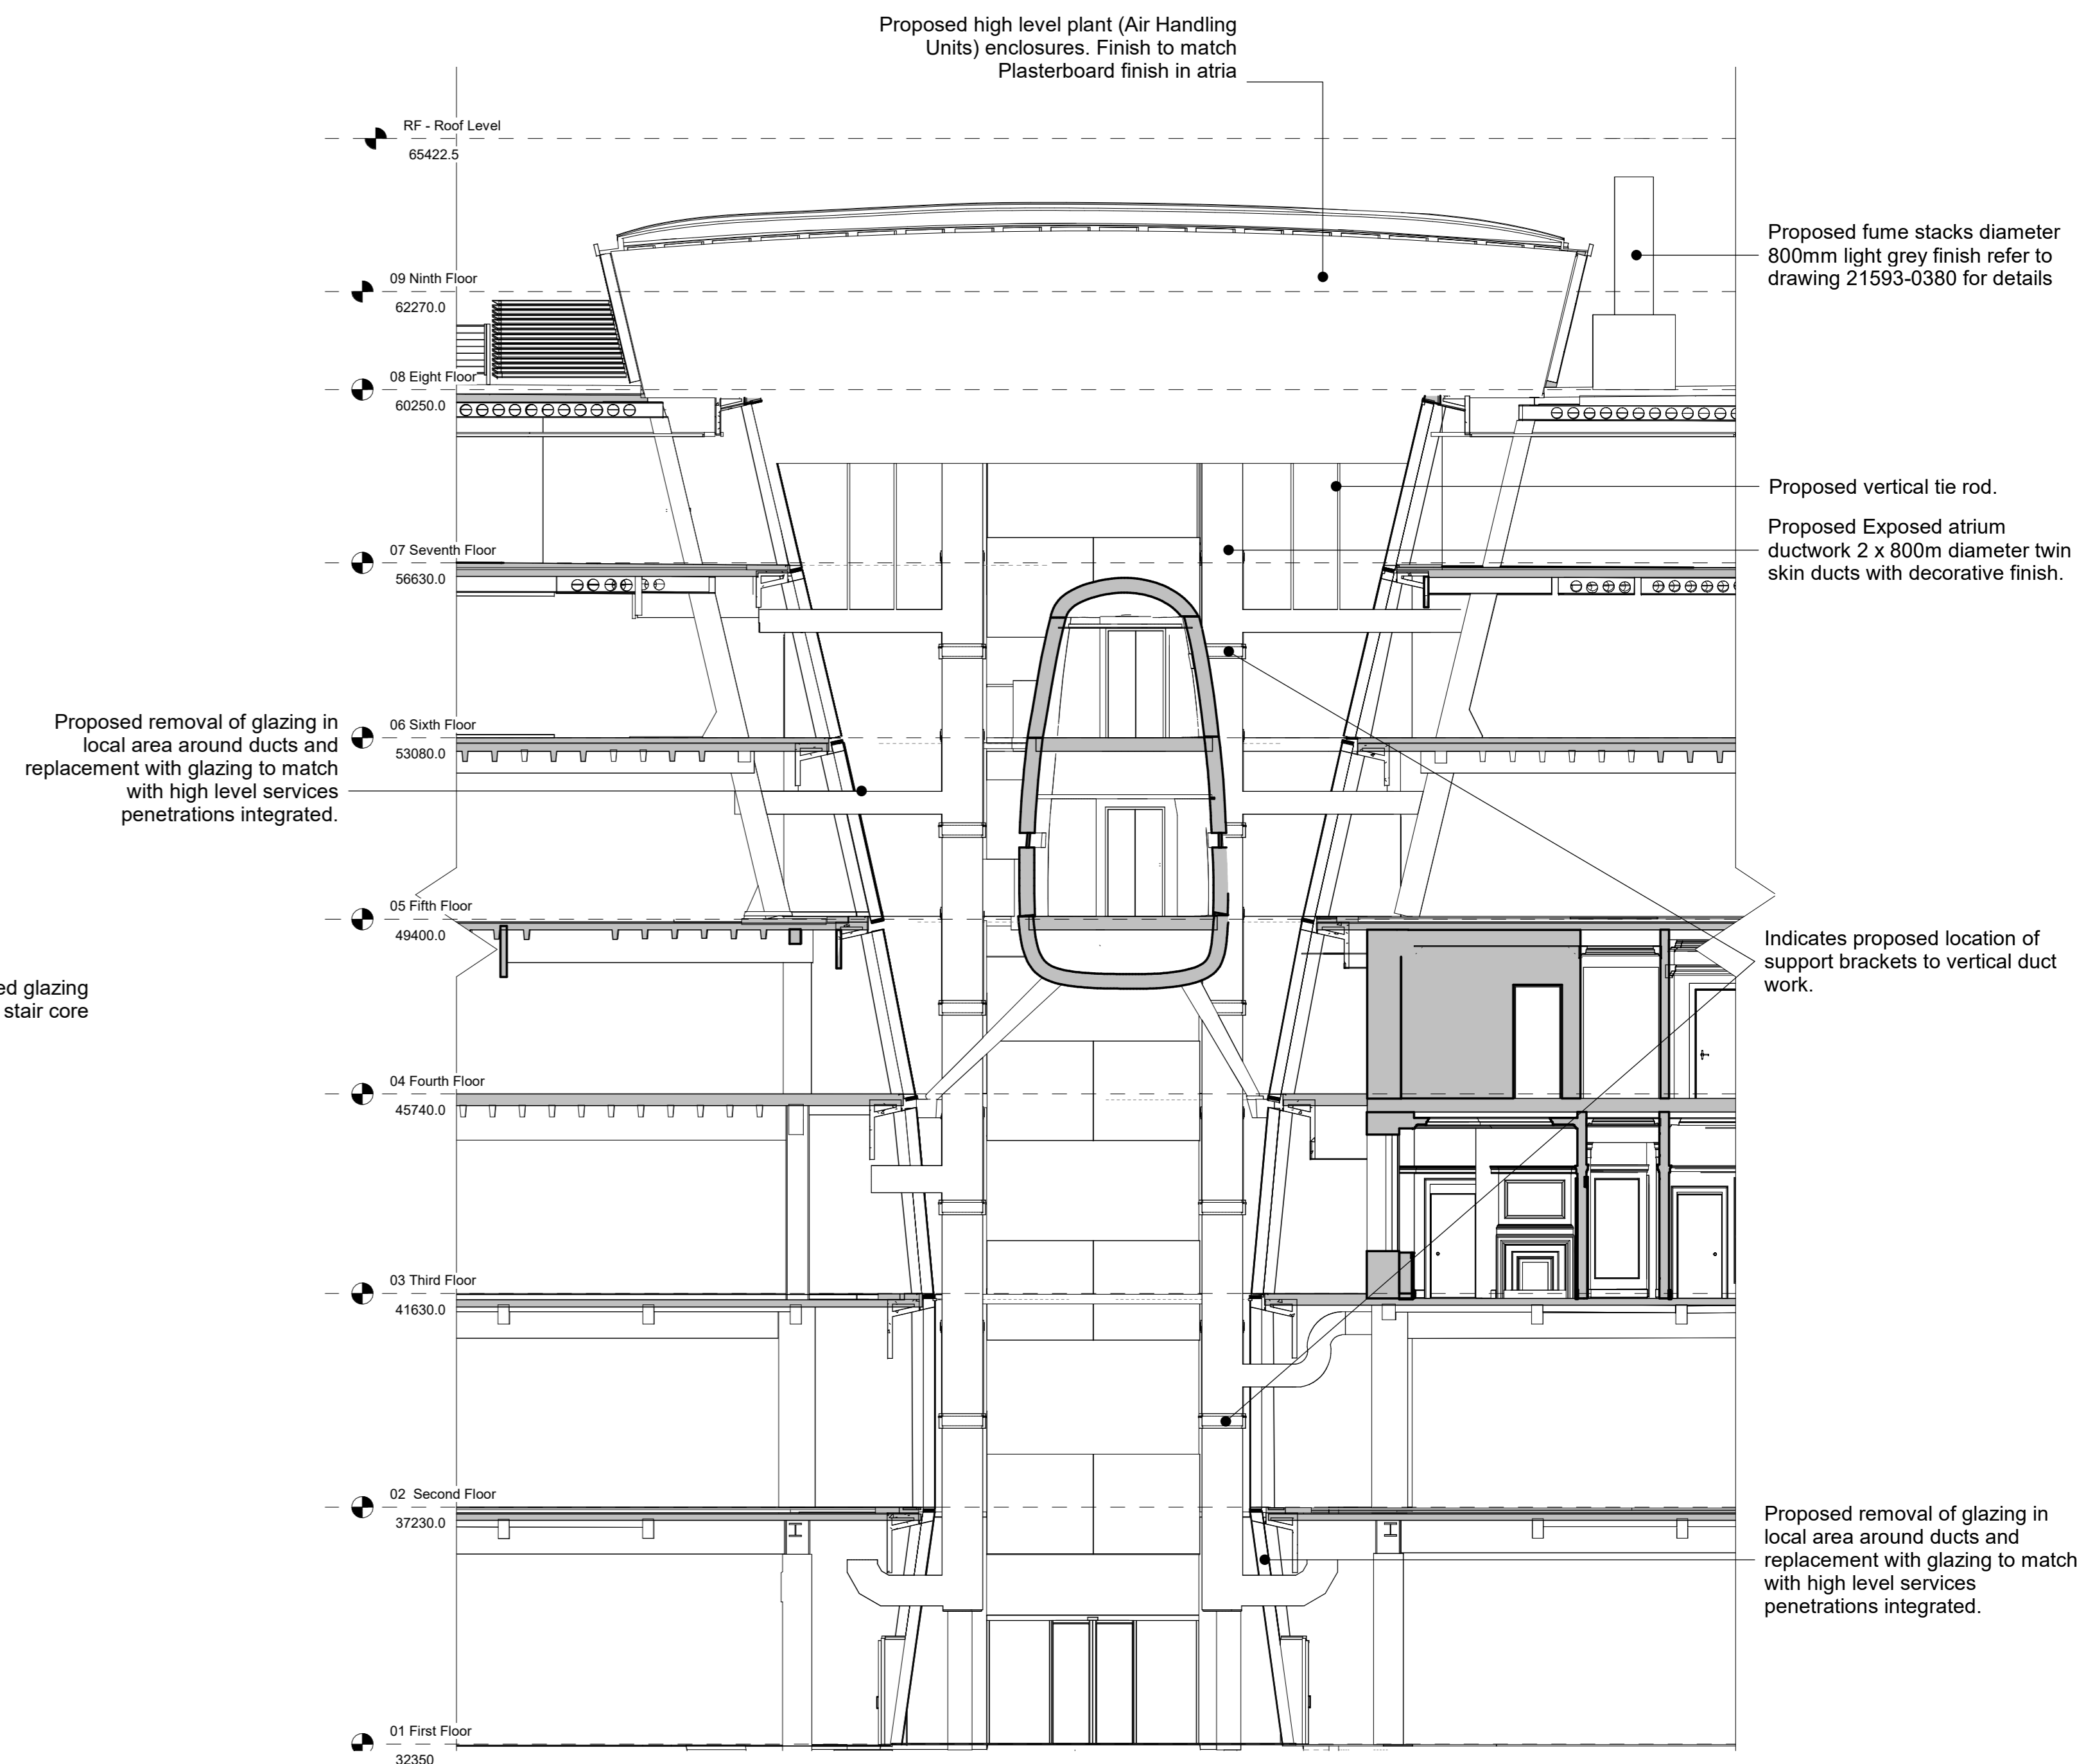 Proposed high level plant (Air Handling
Units) enclosures. Finish to match
Plasterboard finish in atria
RF - Roof Level
65422.5
Proposed fume stacks diameter
800mm light grey finish refer to
drawing 21593-0380 for details
09 Ninth Floor
62270.0
08 Eight Floor
60250.0
Proposed vertical tie rod.
Proposed Exposed atrium
ductwork 2 x 800m diameter twin
skin ducts with decorative finish.
07 Seventh Floor
56630.0
Proposed removal of glazing in
local area around ducts and
replacement with glazing to match
with high level services
penetrations integrated.
06 Sixth Floor
53080.0
05 Fifth Floor
49400.0
Indicates proposed location of
support brackets to vertical duct
work.
ed glazing
stair core
04 Fourth Floor
45740.0
03 Third Floor
41630.0
02 Second Floor
37230.0
Proposed removal of glazing in
local area around ducts and
replacement with glazing to match
with high level services
penetrations integrated.
01 First Floor
32350